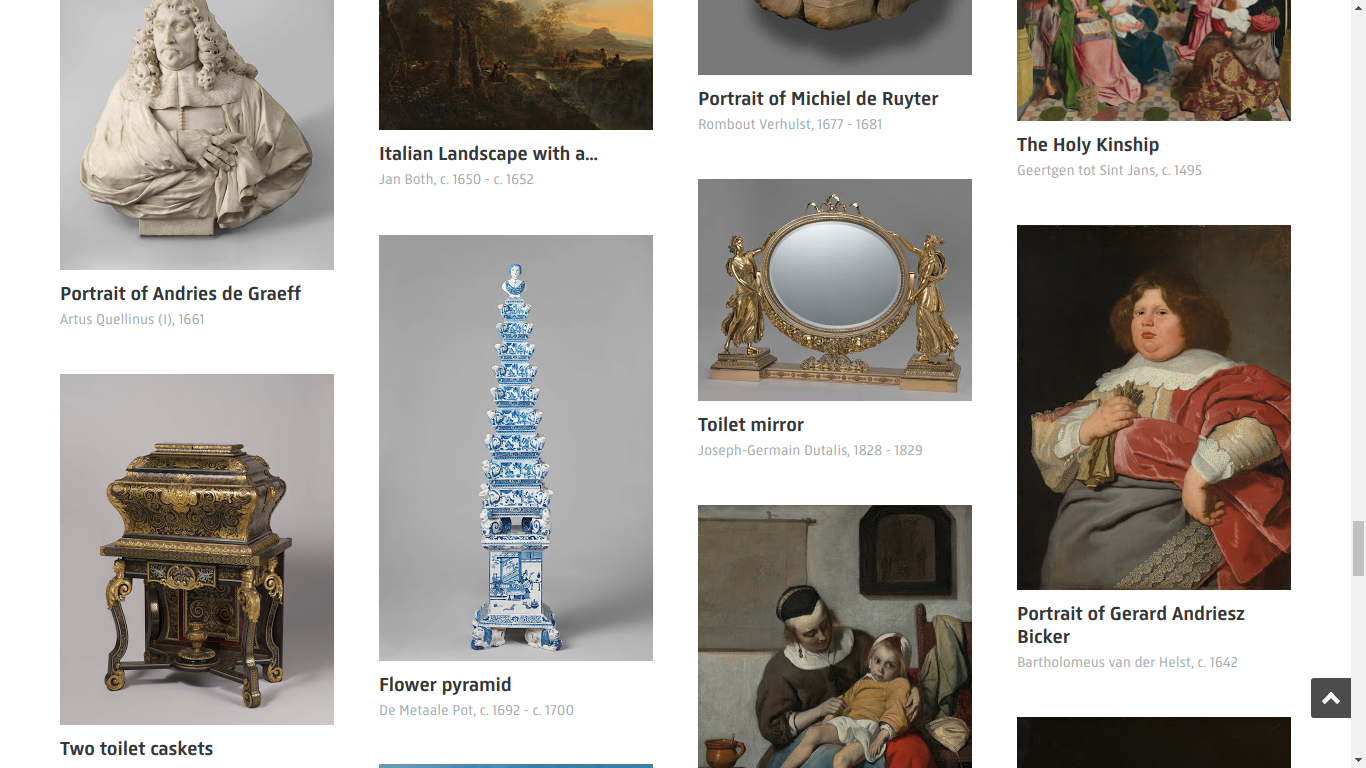 Portrait of Andries de Graeff
Artus Quellinus (I), 1661
Two toilet caskets
Italian Landscape with a...
Jan Both, c. 1650 - c. 1652
Flower pyramid
De Metaale Pot, c. 1692 - c. 1700
Portrait of Michiel de Ruyter
Rombout Verhulst, 1677 - 1681
Toilet mirror
Joseph-Germain Dutalis, 1828 - 1829
The Holy Kinship
Geertgen tot Sint Jans, c. 1495
Portrait of Gerard Andriesz
Bicker
Bartholomeus van der Helst, c. 1642